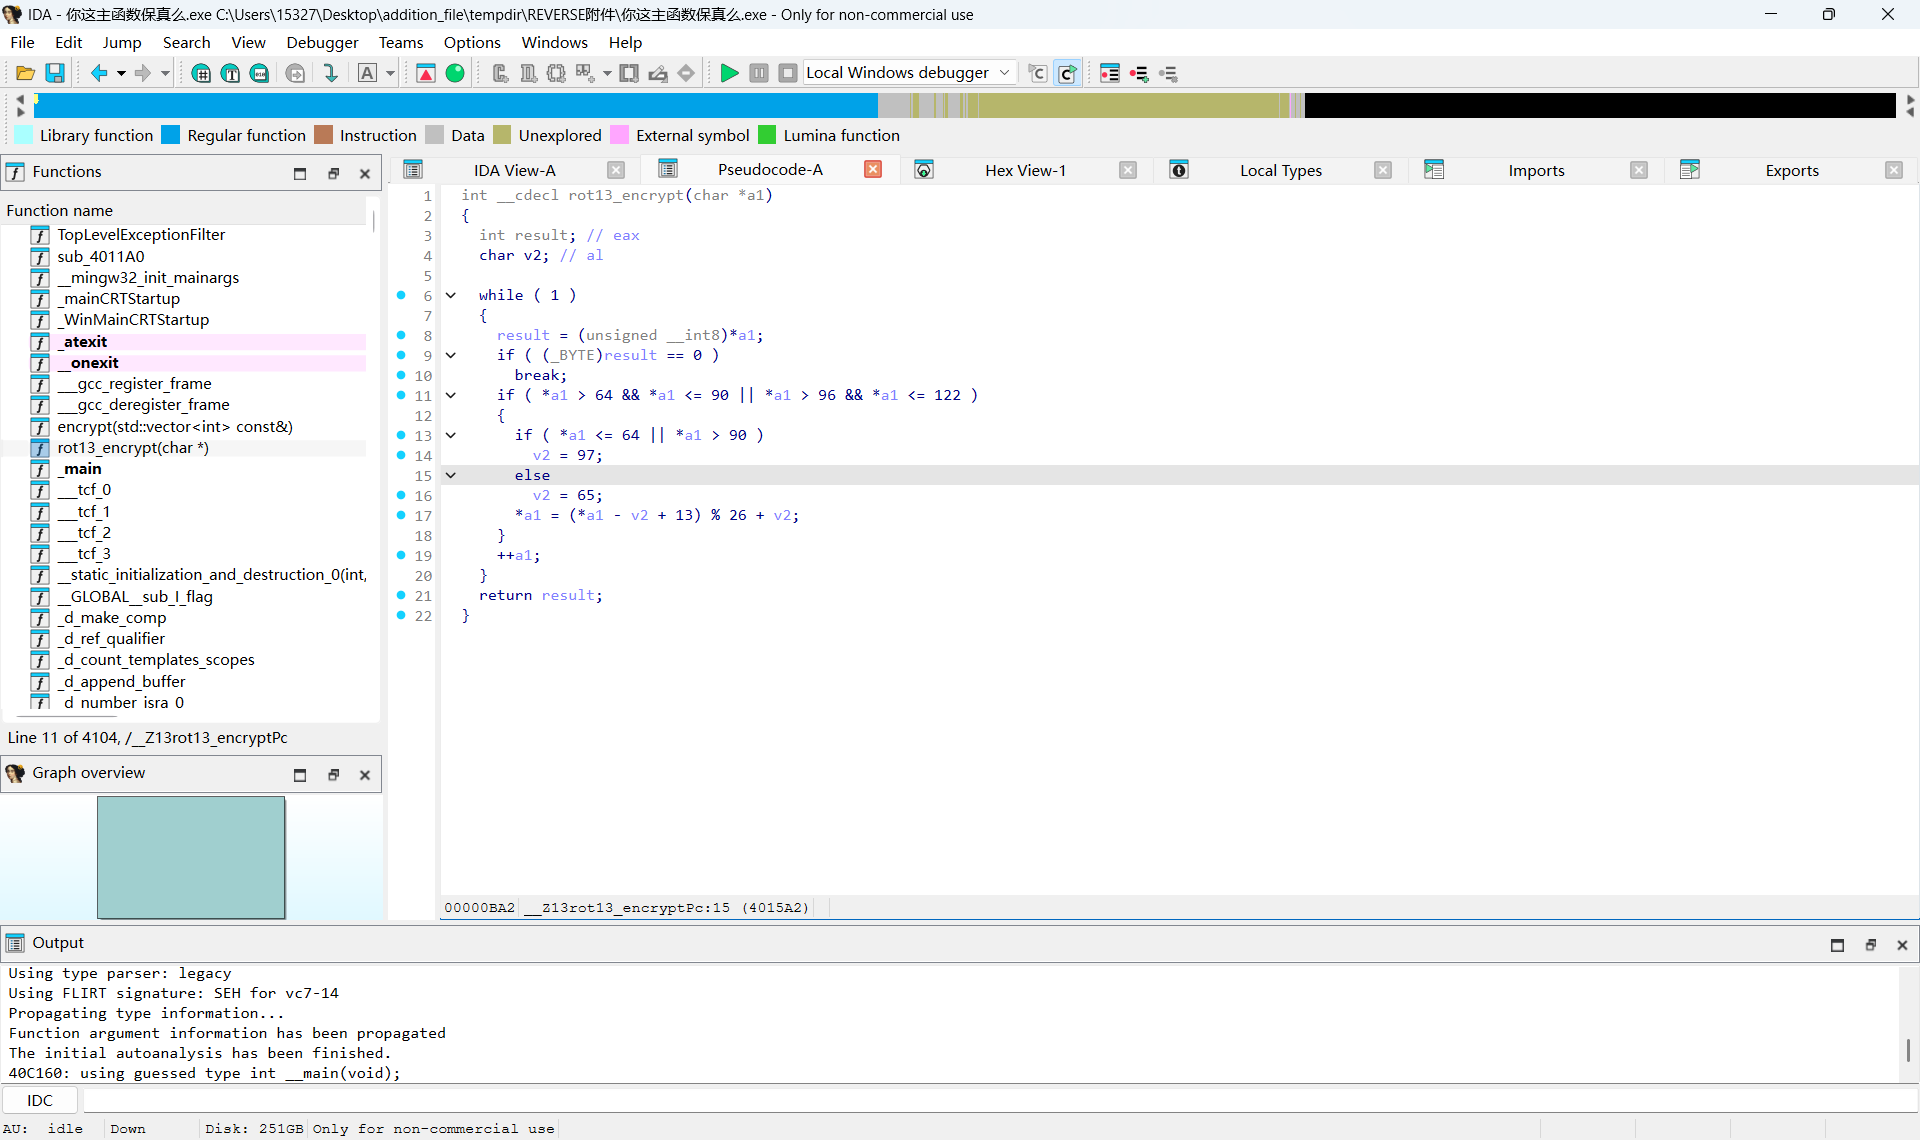 IDA - 你这主函数保真么.exe C:\Users\15327\Desktop\addition_file\tempdir\REVERSE附件\你这主函数保真么.exe - Only for non-commercial use
File Edit Jump Search View Debugger Teams Options Windows Help
Local Windows debugger
Library function Regular function Instruction Data Unexplored External symbol Lumina function
Functions
Function name
TopLevelExceptionFilter
sub_4011A0
__mingw32_init_mainargs
_mainCRTStartup
_WinMainCRTStartup
_atexit
__onexit
___gcc_register_frame
___gcc_deregister_frame
encrypt(std::vector<int> const&)
rot13_encrypt(char *)
_main
___tcf_0
___tcf_1
___tcf_2
___tcf_3
__static_initialization_and_destruction_0(int,
__GLOBAL__sub_I_flag
_d_make_comp
_d_ref_qualifier
_d_count_templates_scopes
_d_append_buffer
_d_number_isra_0
Line 11 of 4104, /__Z13rot13_encryptPc
Graph overview
IDA View-A Pseudocode-A Hex View-1 Local Types Imports Exports
1 int __cdecl rot13_encrypt(char *a1)
2 {
3 int result; // eax
4 char v2; // al
5
6 while ( 1 )
7 {
8 result = (unsigned __int8)*a1;
9 if ( (_BYTE)result == 0 )
10 break;
11 if ( *a1 > 64 && *a1 <= 90 || *a1 > 96 && *a1 <= 122 )
12 {
13 if ( *a1 <= 64 || *a1 > 90 )
14 v2 = 97;
15 else
16 v2 = 65;
17 *a1 = (*a1 - v2 + 13) % 26 + v2;
18 }
19 ++a1;
20 }
21 return result;
22 }
00000BA2 __Z13rot13_encryptPc:15 (4015A2)
Output
Using type parser: legacy
Using FLIRT signature: SEH for vc7-14
Propagating type information...
Function argument information has been propagated
The initial autoanalysis has been finished.
40C160: using guessed type int __main(void);
IDC
AU: idle Down Disk: 251GB Only for non-commercial use